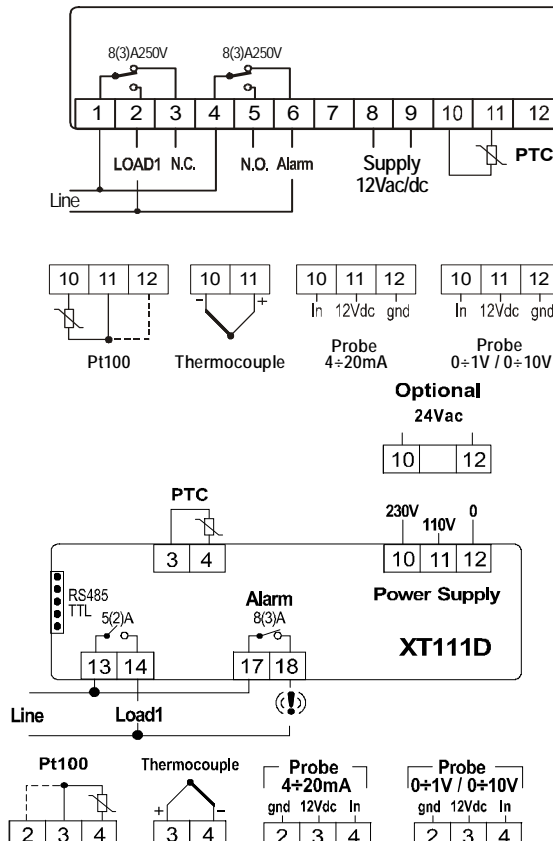 8(3)A250V 8(3)A250V
1 2 3 4 5 6 7 8 9 10 11 12
LOAD1 N.C. N.O. Alarm Supply PTC
12Vac/dc
Line
10 11 12 10 11 10 11 12 10 11 12
- + In 12Vdc gnd In 12Vdc gnd
Pt100 Thermocouple Probe Probe
4÷20mA 0÷1V / 0÷10V
Optional
24Vac
10 12
PTC
230V 110V 0
3 4 10 11 12
RS485 Power Supply
TTL
5(2)A Alarm
8(3)A
XT111D
13 14 17 18
Line Load1
Pt100 Thermocouple Probe Probe
4÷20mA 0÷1V / 0÷10V
+ - gnd 12Vdc In gnd 12Vdc In
2 3 4 3 4 2 3 4 2 3 4